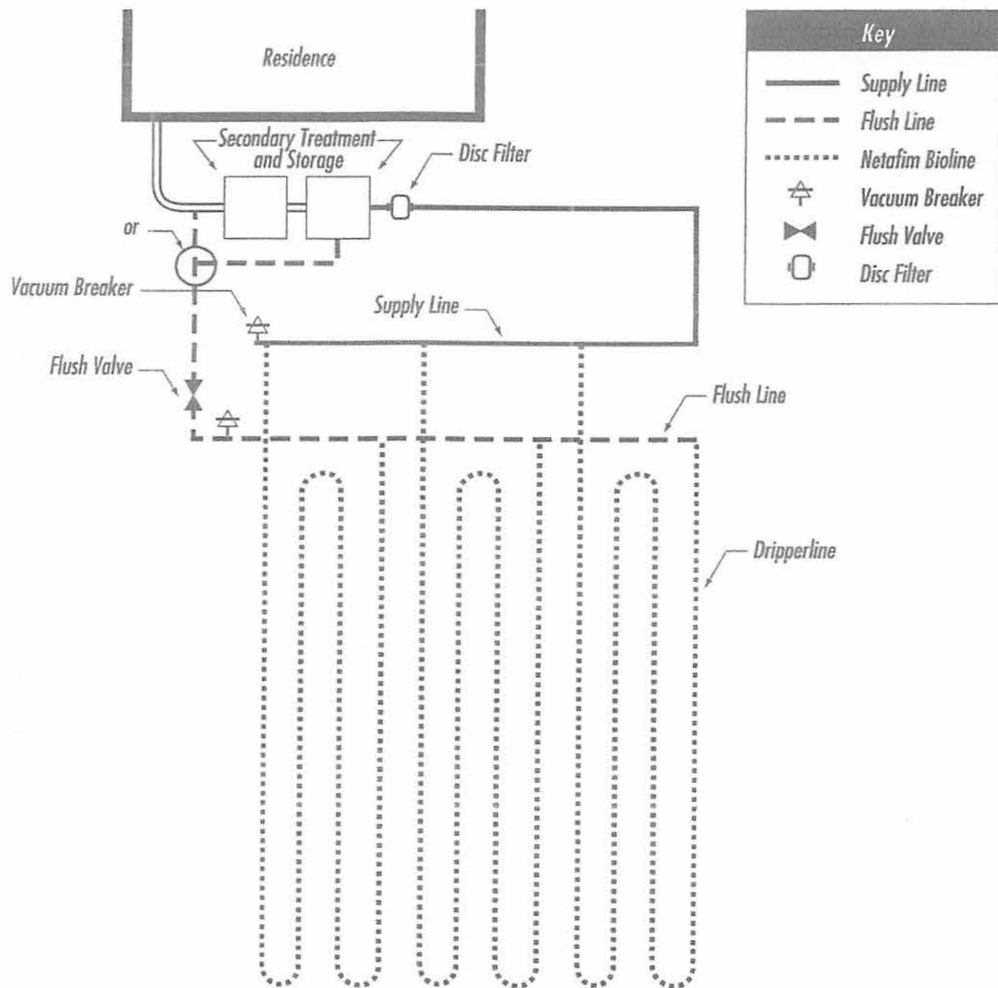 Residence
Secondary Treatment
and Storage
Disc Filter
or
Vacuum Breaker
Supply Line
Flush Valve
Flush Line
Dripperline
Key
Supply Line
Flush Line
Netafim Bioline
Vacuum Breaker
Flush Valve
Disc Filter